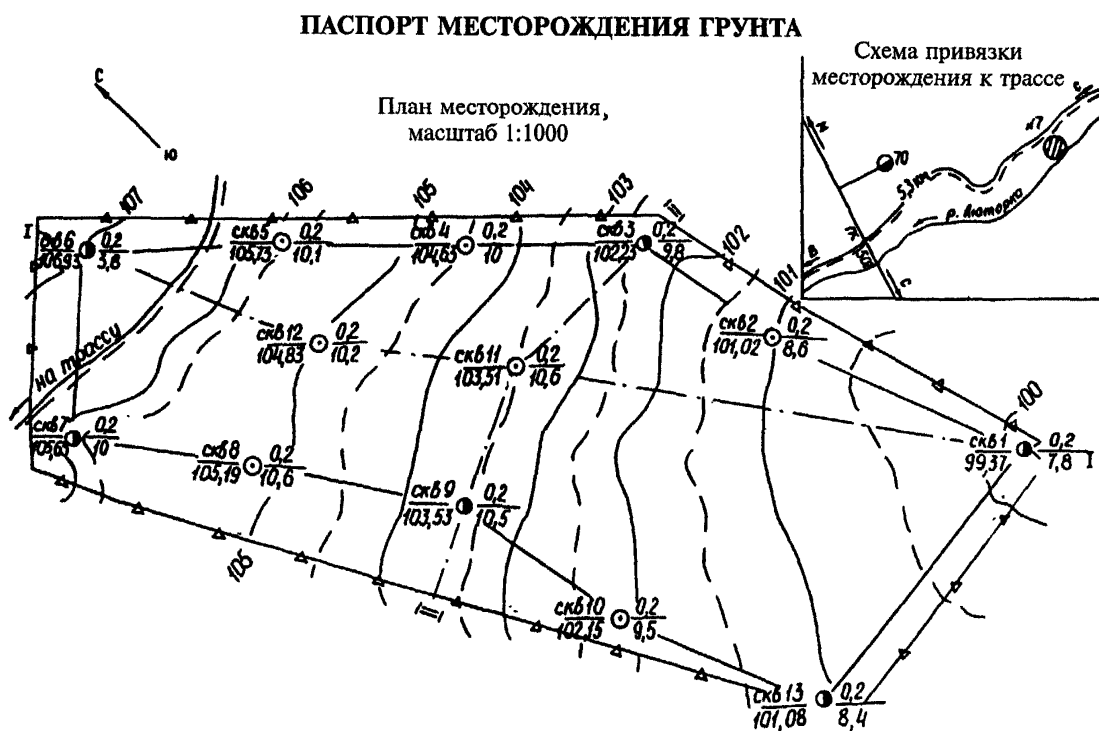 ПАСПОРТ МЕСТОРОЖДЕНИЯ ГРУНТА
Схема привязки
месторождения к трассе
План месторождения,
масштаб 1:1000
С
Ю
N7
70
5,3 км
р. Люторка
В
С
107
106
105
104
103
102
101
100
105
I
I
скв6 0,2
106,93 3,8
скв5 0,2
105,73 10,1
скв4 0,2
104,65 10
скв3 0,2
102,23 9,8
скв2 0,2
101,02 8,6
скв12 0,2
104,83 10,2
скв11 0,2
103,51 10,6
на трассу
скв7 0,2
105,65 10
скв8 0,2
105,19 10,6
скв9 0,2
103,53 10,5
скв1 0,2
99,37 7,8
скв10 0,2
102,15 9,5
скв13 0,2
101,08 8,4